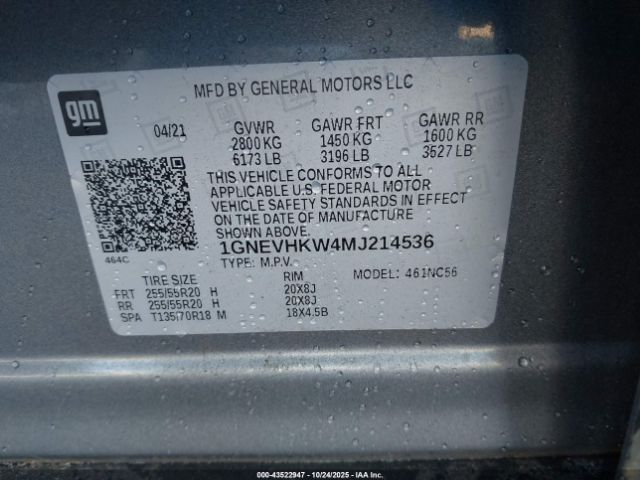 MFD BY GENERAL MOTORS LLC
gm
04/21 GVWR GAWR FRT GAWR RR
2800 KG 1450 KG 1600 KG
6173 LB 3196 LB 3527 LB
THIS VEHICLE CONFORMS TO ALL
APPLICABLE U.S. FEDERAL MOTOR
VEHICLE SAFETY STANDARDS IN EFFECT
ON THE DATE OF MANUFACTURE
SHOWN ABOVE.
464C
1GNEVHKW4MJ214536
TYPE: M.P.V. MODEL: 461NC56
TIRE SIZE RIM
FRT 255/55R20 H 20X8J
RR 255/55R20 H 20X8J
SPA T135/70R18 M 18X4.5B
000-43522947 - 10/24/2025 - IAA Inc.